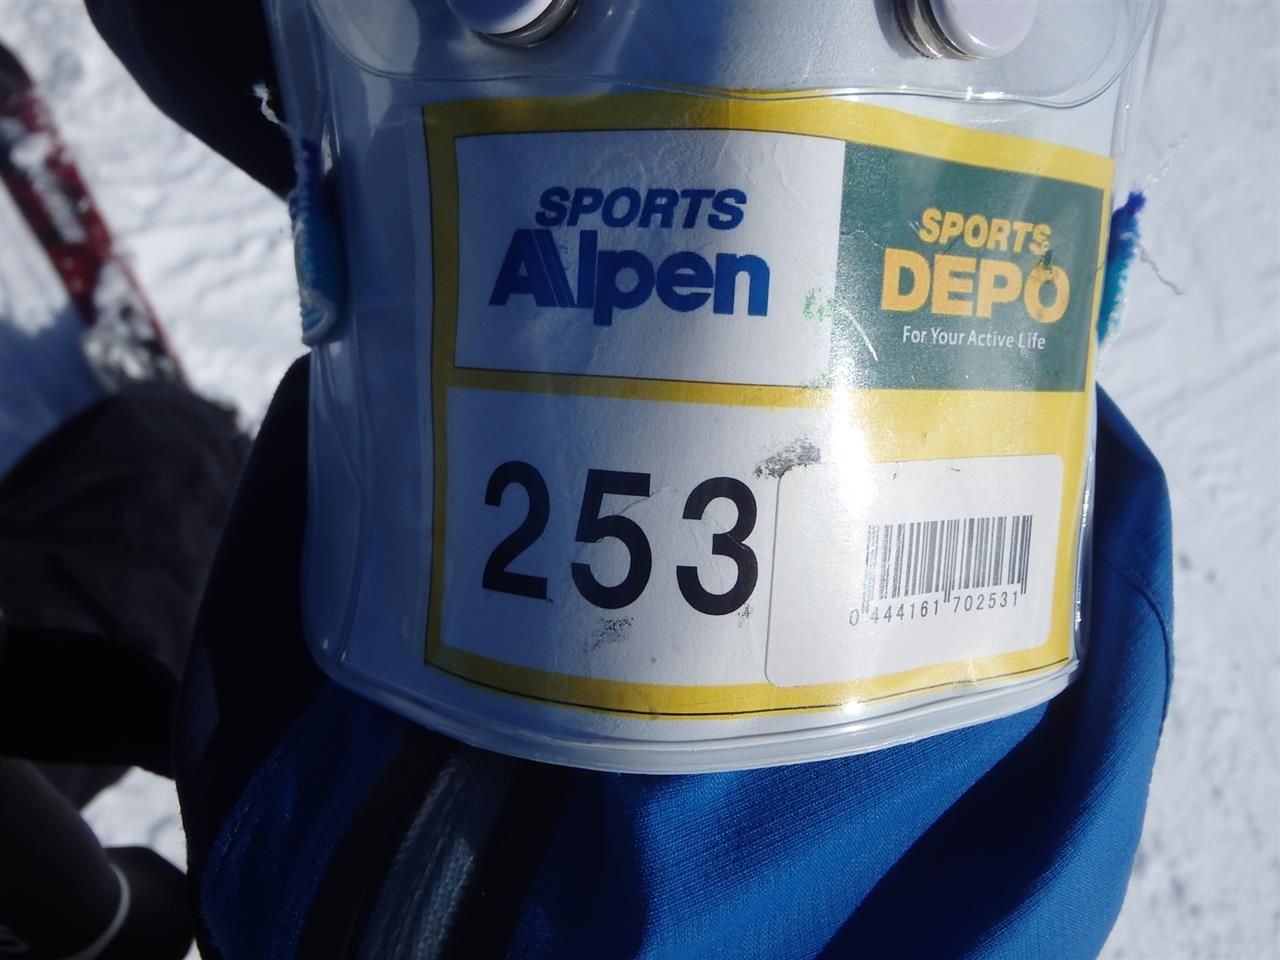 SPORTS
Alpen
SPORTS
DEPO
For Your Active Life
253
0 444161 702531